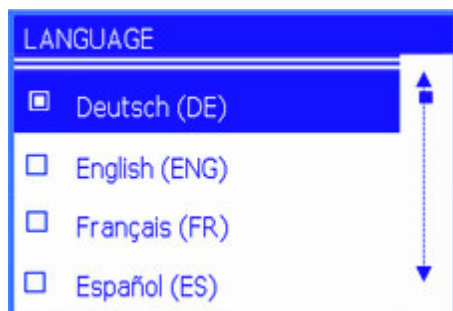 LANGUAGE
Deutsch (DE)
English (ENG)
Français (FR)
Español (ES)